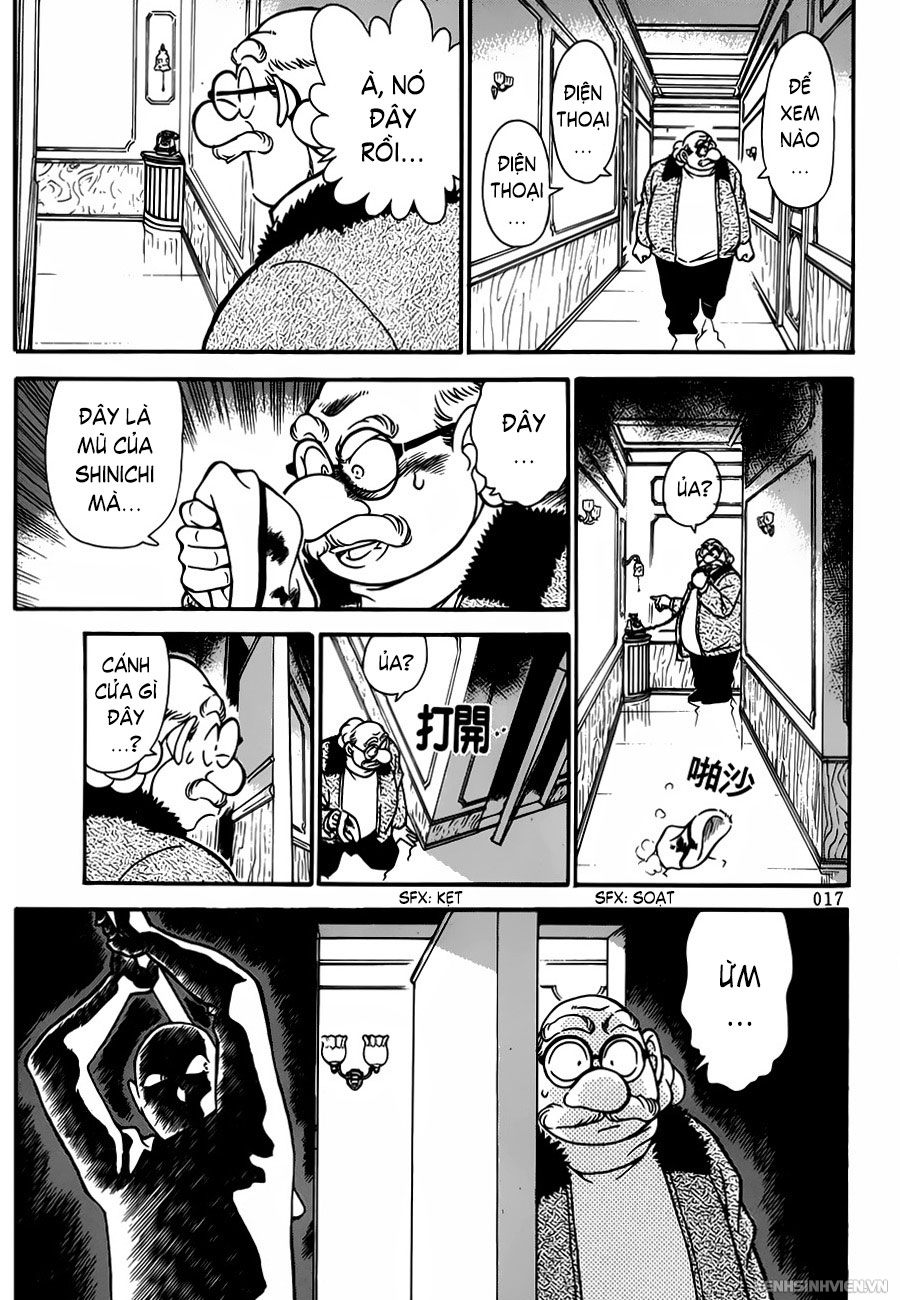 ĐỂ
XEM
NÀO
...
ĐIỆN
THOẠI
...
ĐIỆN
THOẠI
...
À, NÓ
ĐÂY
RỒI...
ỦA?
啪沙
ĐÂY
...
ĐÂY LÀ
MŨ CỦA
SHINICHI
MÀ...
ỦA?
打開
CÁNH
CỬA GÌ
ĐÂY
...?
SFX: KẸT
SFX: SOẠT
017
ỪM
...
KENHSINHVIEN.VN